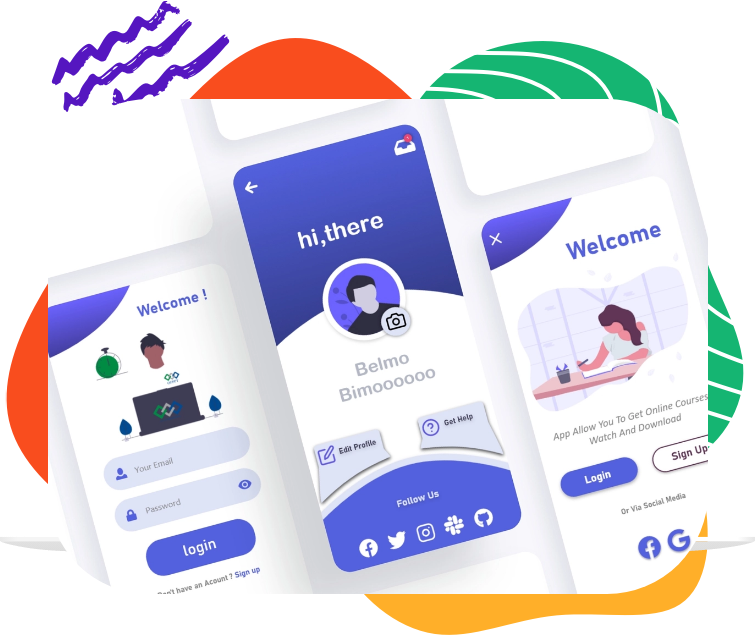 Welcome !
Your Email
Password
login
Don't have an Acount ? Sign up
hi,there
Belmo
Bimoooooo
Edit Profile
Get Help
Follow Us
Welcome
App Allow You To Get Online Courses
Watch And Download
Login
Sign Up
Or Via Social Media